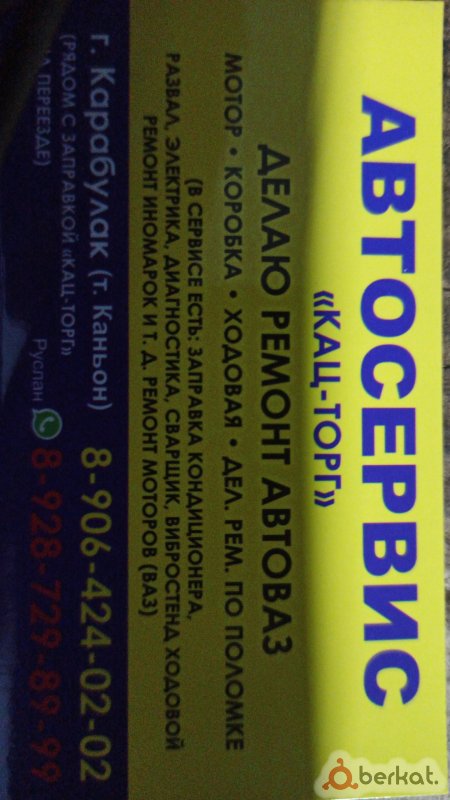 АВТОСЕРВИС
«КАЦ-ТОРГ»
ДЕЛАЮ РЕМОНТ АВТОВАЗ
МОТОР • КОРОБКА • ХОДОВАЯ • ДЕЛ. РЕМ. ПО ПОЛОМКЕ
(В СЕРВИСЕ ЕСТЬ: ЗАПРАВКА КОНДИЦИОНЕРА,
РАЗВАЛ, ЭЛЕКТРИКА, ДИАГНОСТИКА, СВАРЩИК, ВИБРОСТЕНД ХОДОВОЙ
РЕМОНТ ИНОМАРОК И Т. Д. РЕМОНТ МОТОРОВ (ВАЗ)
г. Карабулак (т. Каньон)
(РЯДОМ С ЗАПРАВКОЙ «КАЦ-ТОРГ»
НА ПЕРЕЕЗДЕ)
8-906-424-02-02
Руслан 8-928-729-89-99
berkat.